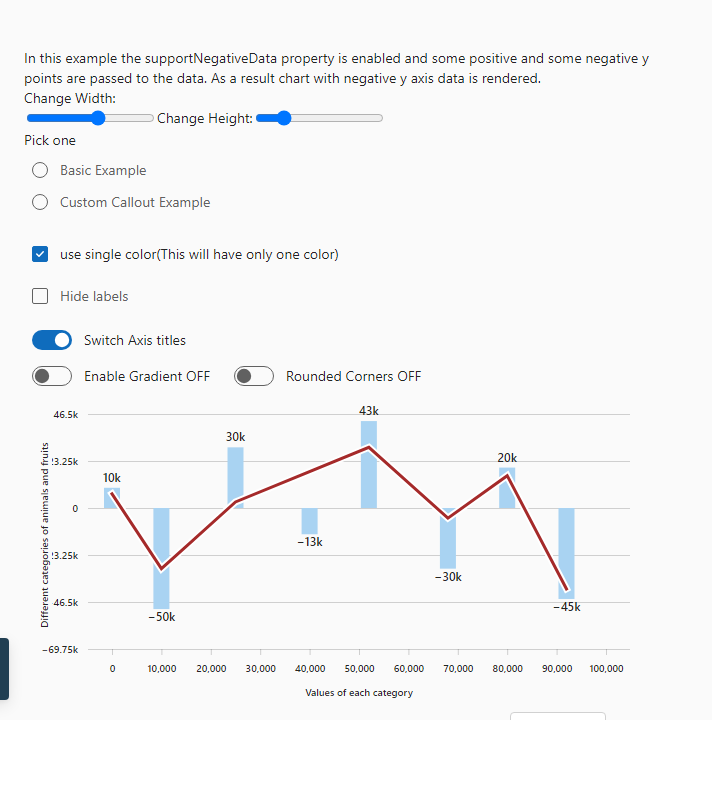 In this example the supportNegativeData property is enabled and some positive and some negative y
points are passed to the data. As a result chart with negative y axis data is rendered.
Change Width:
Change Height:
Pick one
Basic Example
Custom Callout Example
use single color(This will have only one color)
Hide labels
Switch Axis titles
Enable Gradient OFF Rounded Corners OFF
43k
46.5k
30k
3.25k
20k
10k
0
−13k
3.25k
−30k
46.5k
−45k
−50k
−69.75k
Different categories of animals and fruits
0 10,000 20,000 30,000 40,000 50,000 60,000 70,000 80,000 90,000 100,000
Values of each category